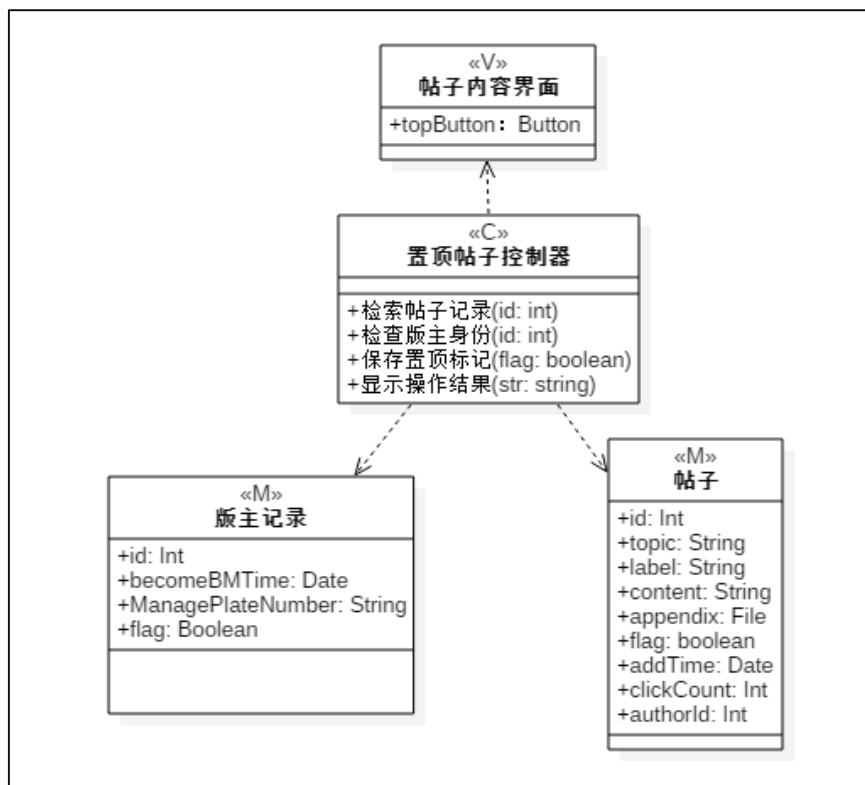 «V»
帖子内容界面
+topButton：Button
«C»
置顶帖子控制器
+检索帖子记录(id: int)
+检查版主身份(id: int)
+保存置顶标记(flag: boolean)
+显示操作结果(str: string)
«M»
版主记录
+id: Int
+becomeBMTime: Date
+ManagePlateNumber: String
+flag: Boolean
«M»
帖子
+id: Int
+topic: String
+label: String
+content: String
+appendix: File
+flag: boolean
+addTime: Date
+clickCount: Int
+authorId: Int